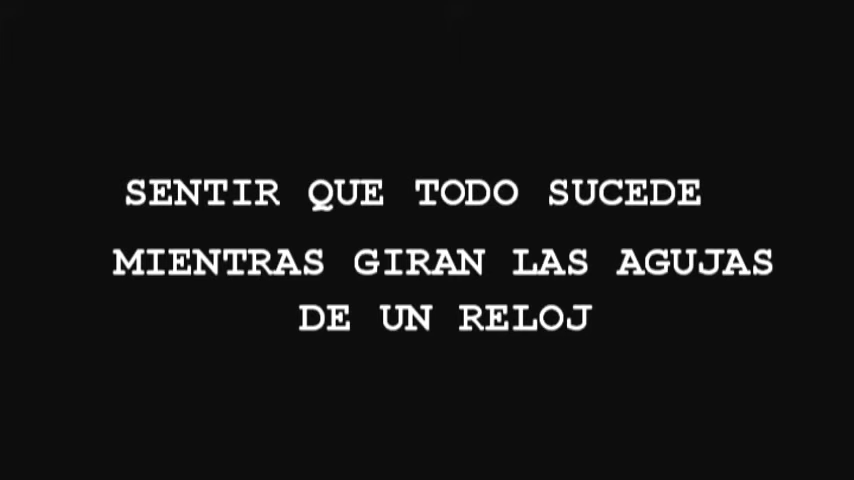 SENTIR QUE TODO SUCEDE
MIENTRAS GIRAN LAS AGUJAS
DE UN RELOJ